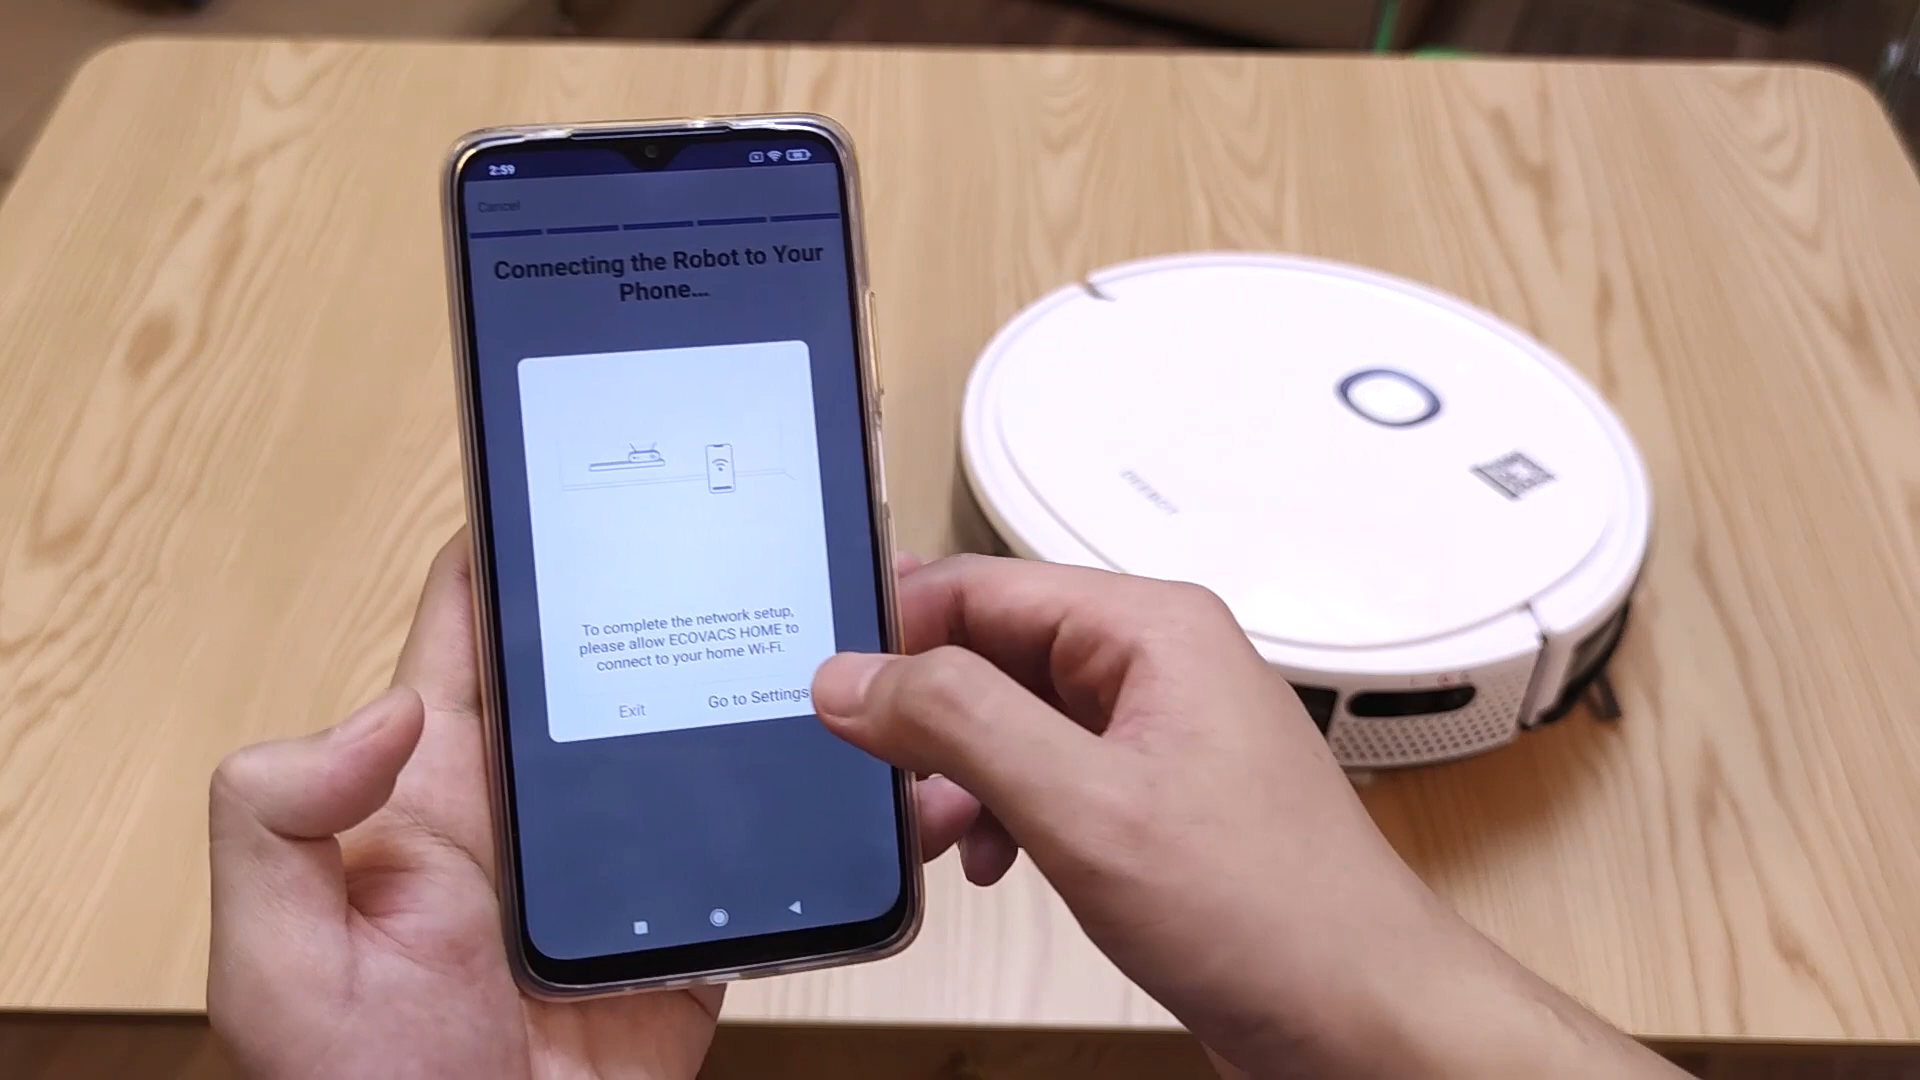 2:59
Cancel
Connecting the Robot to Your
Phone...
To complete the network setup,
please allow ECOVACS HOME to
connect to your home Wi-Fi.
Exit
Go to Settings
DEEBOT